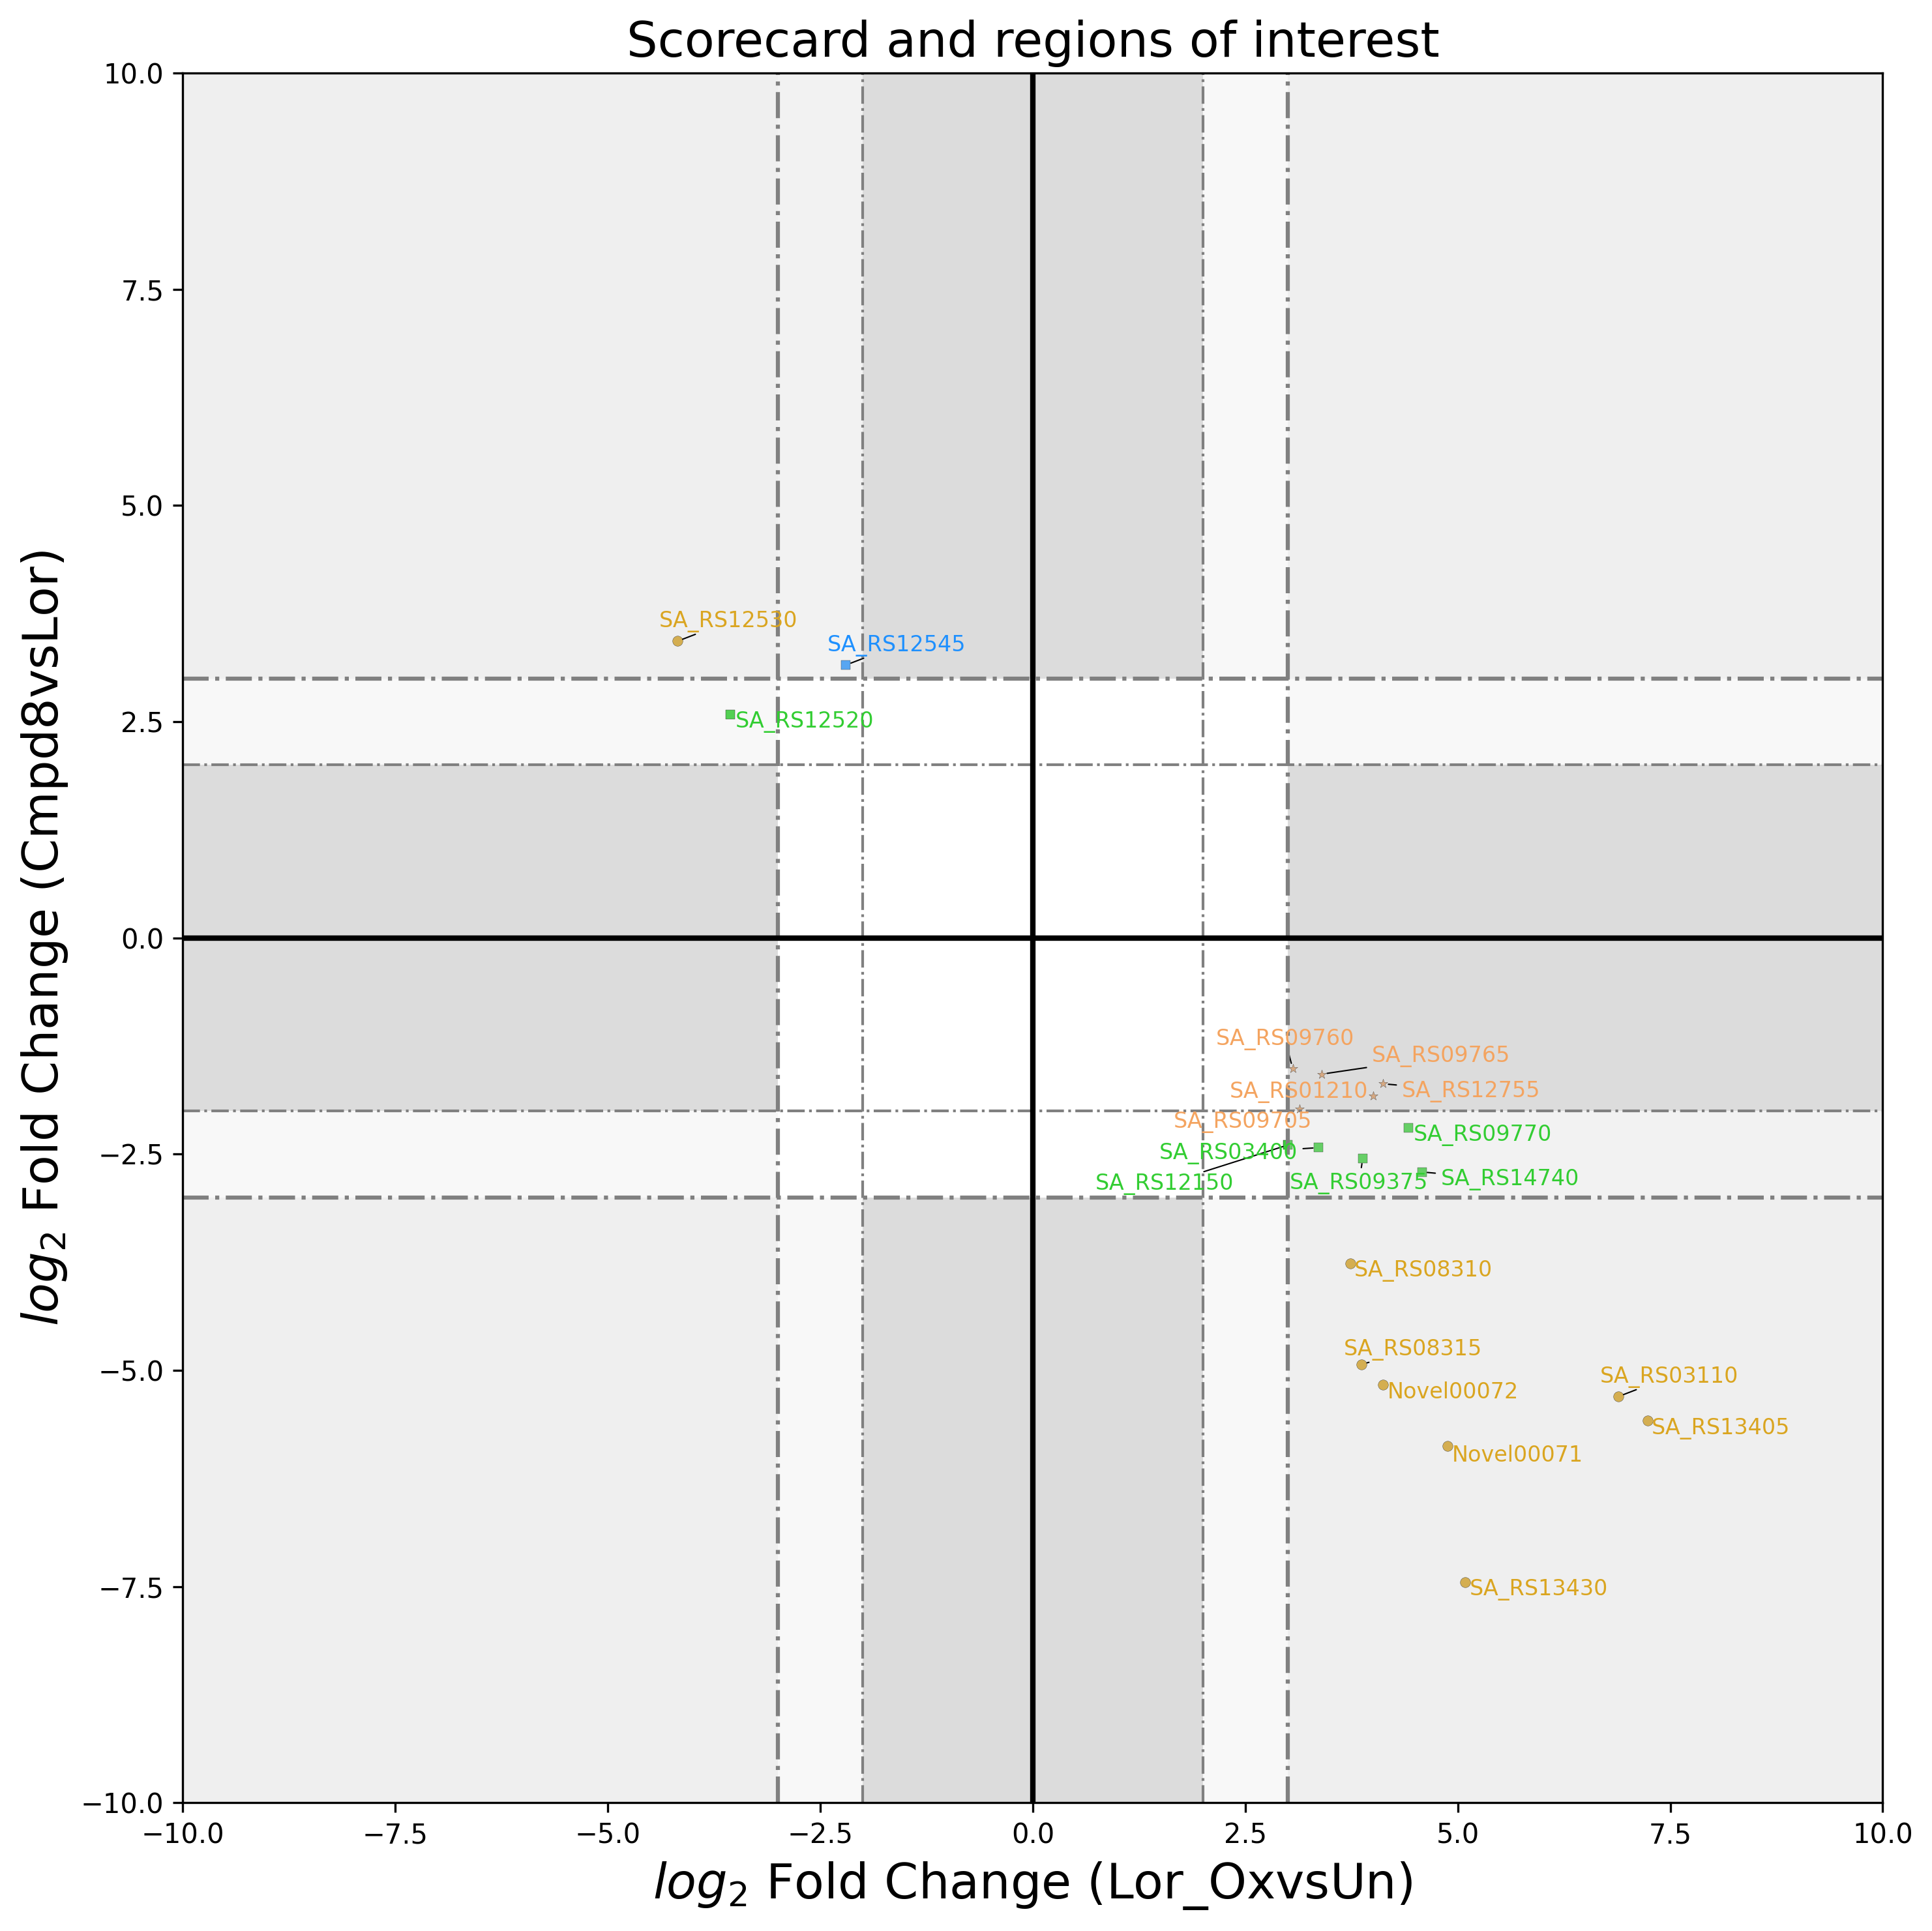 Scorecard and regions of interest
log2 Fold Change (Cmpd8vsLor)
10.0
7.5
5.0
2.5
0.0
−2.5
−5.0
−7.5
−10.0
SA_RS12530
SA_RS12545
SA_RS12520
SA_RS09760
SA_RS09765
SA_RS01210
SA_RS12755
SA_RS09705
SA_RS09770
SA_RS03400
SA_RS12150
SA_RS09375
SA_RS14740
SA_RS08310
SA_RS08315
SA_RS03110
Novel00072
SA_RS13405
Novel00071
SA_RS13430
−10.0
−7.5
−5.0
−2.5
0.0
2.5
5.0
7.5
10.0
log2 Fold Change (Lor_OxvsUn)